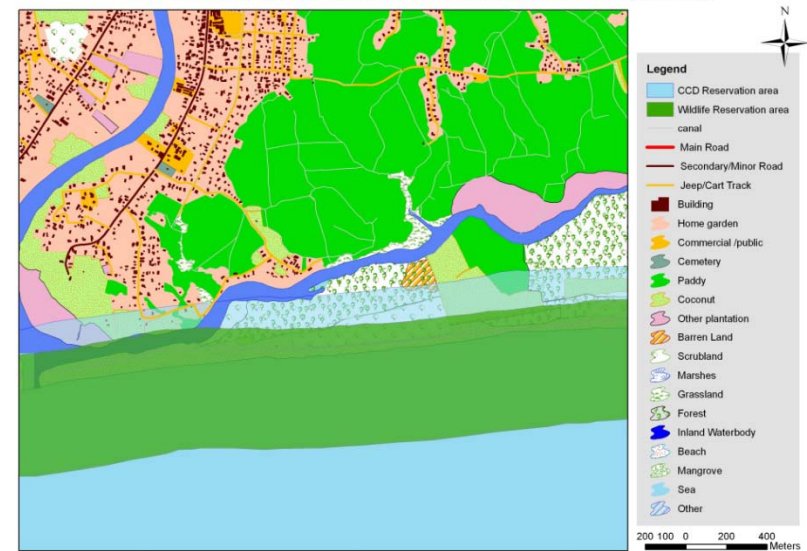 N
Legend
CCD Reservation area
Wildlife Reservation area
canal
Main Road
Secondary/Minor Road
Jeep/Cart Track
Building
Home garden
Commercial /public
Cemetery
Paddy
Coconut
Other plantation
Barren Land
Scrubland
Marshes
Grassland
Forest
Inland Waterbody
Beach
Mangrove
Sea
Other
200 100 0 200 400
Meters